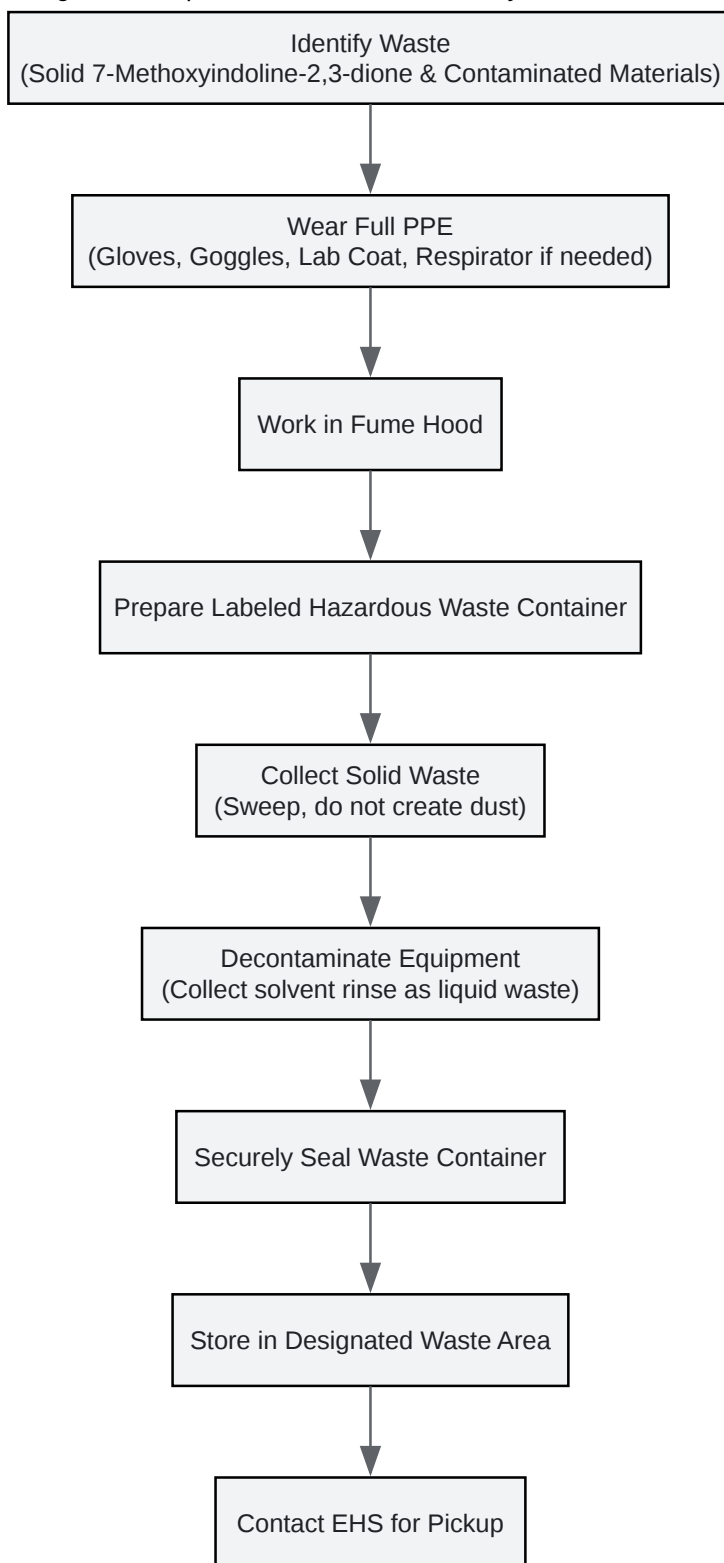 Identify Waste
(Solid 7-Methoxyindoline-2,3-dione & Contaminated Materials)
Wear Full PPE
(Gloves, Goggles, Lab Coat, Respirator if needed)
Work in Fume Hood
Prepare Labeled Hazardous Waste Container
Collect Solid Waste
(Sweep, do not create dust)
Decontaminate Equipment
(Collect solvent rinse as liquid waste)
Securely Seal Waste Container
Store in Designated Waste Area
Contact EHS for Pickup